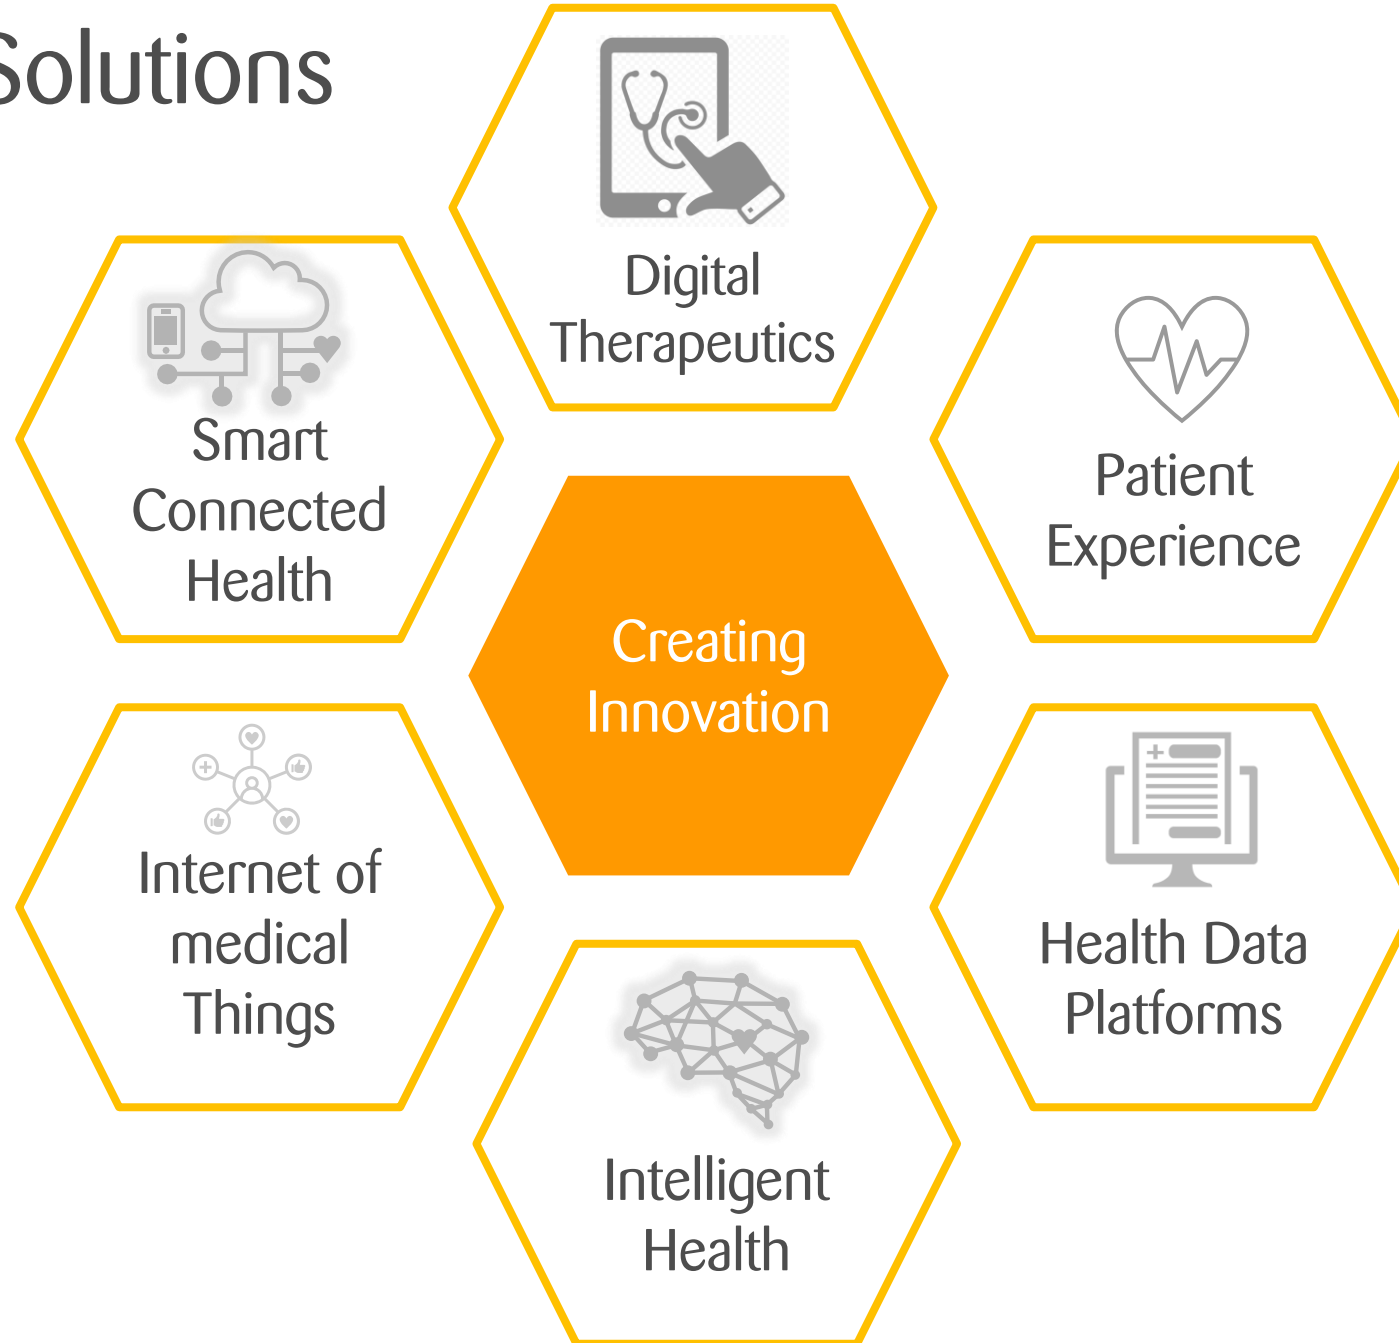 Solutions
Digital
Therapeutics
Smart
Connected
Health
Patient
Experience
Creating
Innovation
Internet of
medical
Things
Health Data
Platforms
Intelligent
Health